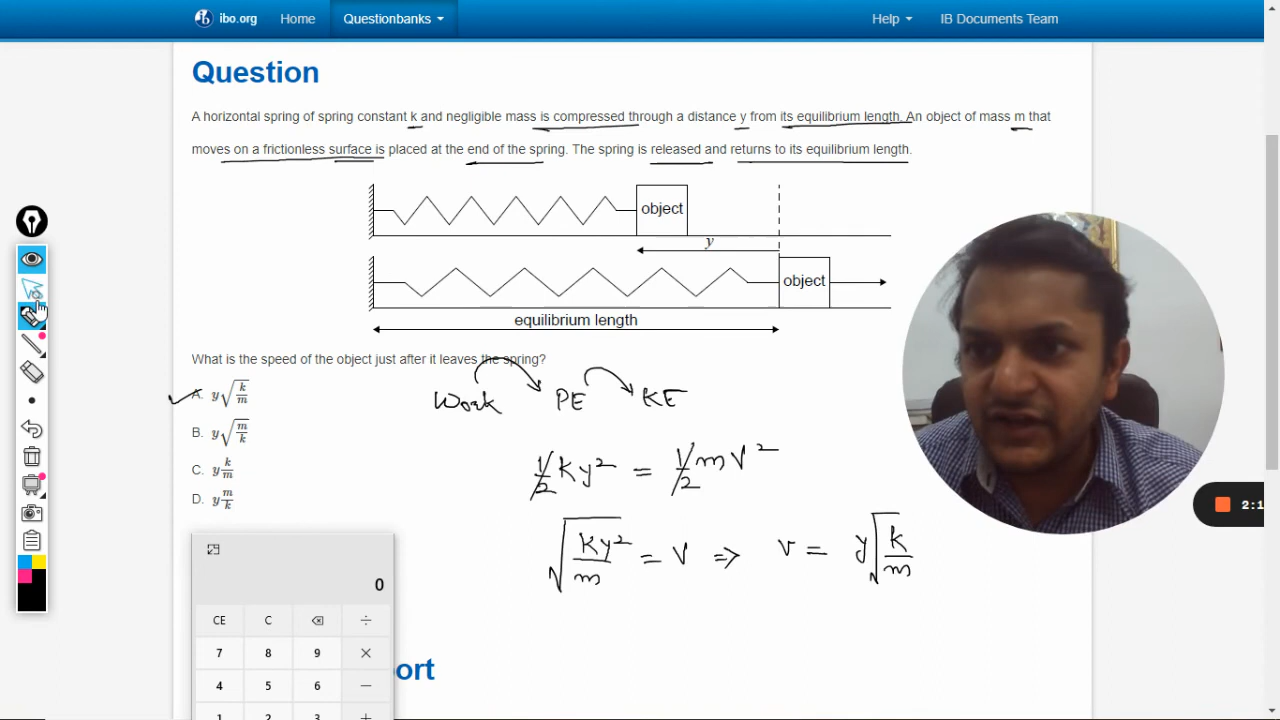 ibo.org Home Questionbanks Help IB Documents Team
Question
A horizontal spring of spring constant k and negligible mass is compressed through a distance y from its equilibrium length. An object of mass m that
moves on a frictionless surface is placed at the end of the spring. The spring is released and returns to its equilibrium length.
object
y
object
equilibrium length
What is the speed of the object just after it leaves the spring?
A. y√(k/m)
B. y√(m/k)
C. y k/m
D. y m/k
Work PE KE
1/2 Ky² = 1/2 mV²
√(Ky²/m) = V => v = y√(k/m)
0
CE C ⌫ ÷
7 8 9 ×
4 5 6 −
1 2 3 +
ort
2:1